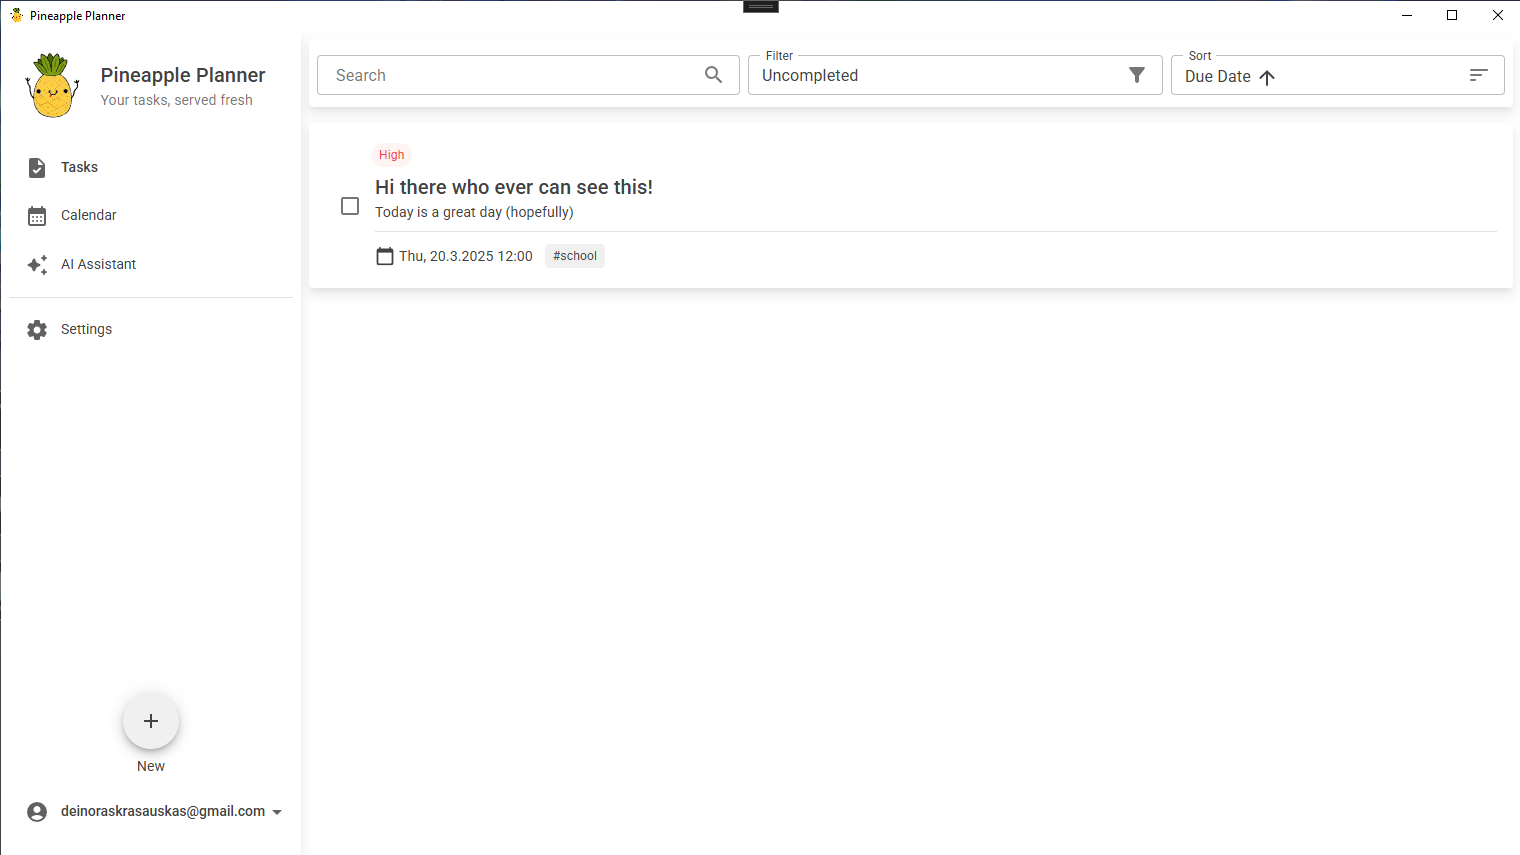 Pineapple Planner
Pineapple Planner
Your tasks, served fresh
Tasks
Calendar
AI Assistant
Settings
New
deinoraskrasauskas@gmail.com
Search
Filter
Uncompleted
Sort
Due Date
High
Hi there who ever can see this!
Today is a great day (hopefully)
Thu, 20.3.2025 12:00 #school